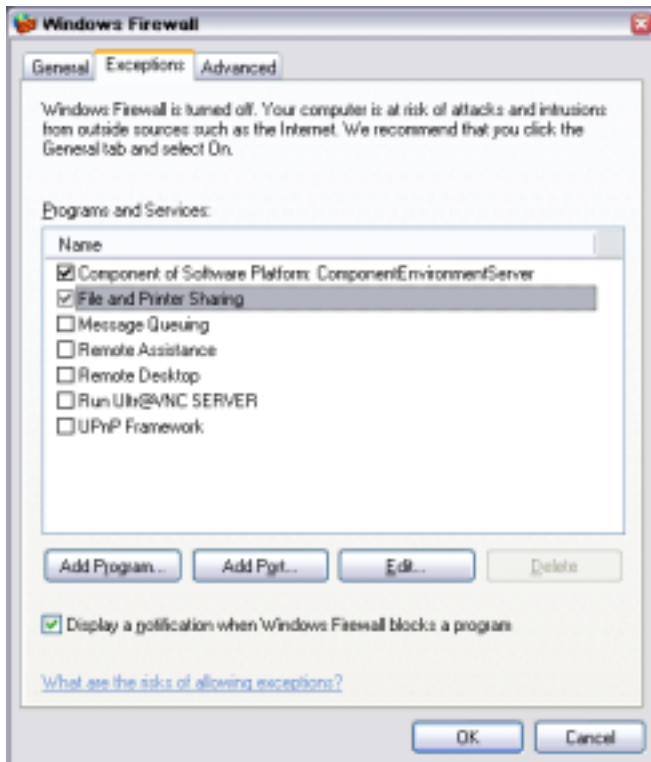 Windows Firewall
General Exceptions Advanced
Windows Firewall is turned off. Your computer is at risk of attacks and intrusions
from outside sources such as the Internet. We recommend that you click the
General tab and select On.
Programs and Services:
Name
Component of Software Platform: ComponentEnvironmentServer
File and Printer Sharing
Message Queuing
Remote Assistance
Remote Desktop
Run Ultr@VNC SERVER
UPnP Framework
Add Program... Add Port... Edit... Delete
Display a notification when Windows Firewall blocks a program
What are the risks of allowing exceptions?
OK Cancel